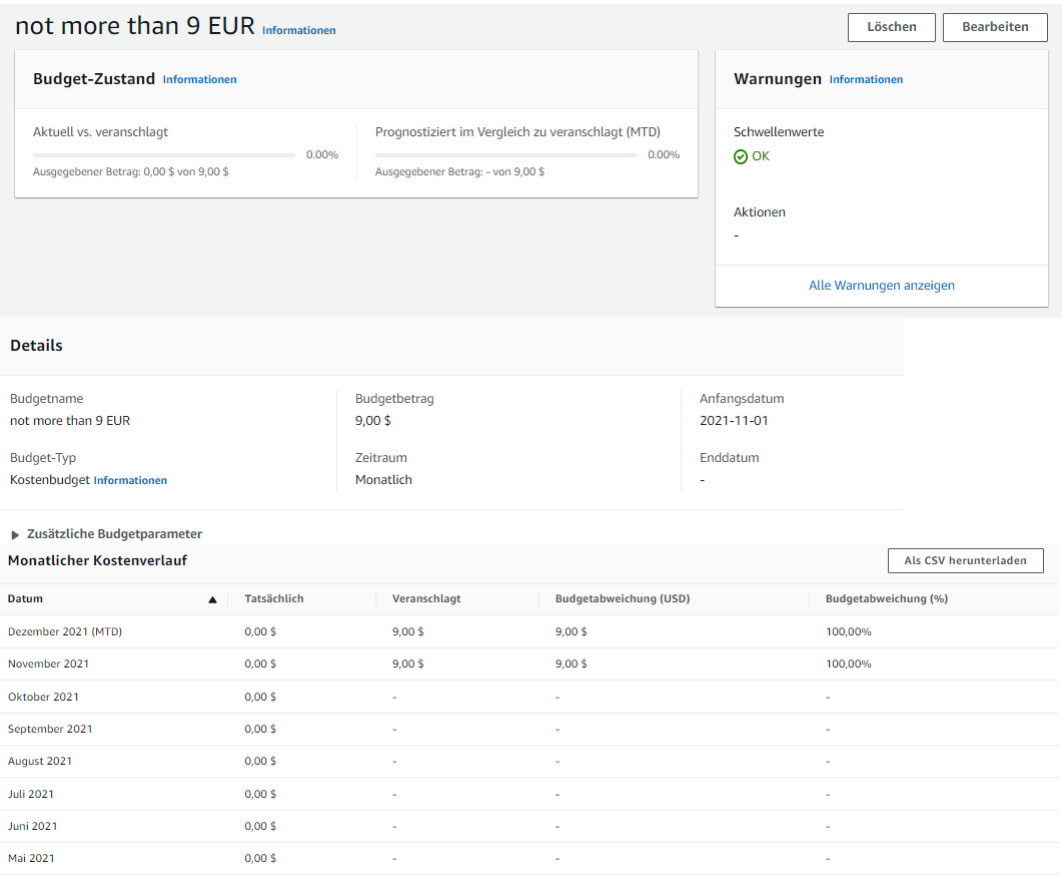 not more than 9 EUR Informationen
Löschen
Bearbeiten
Budget-Zustand Informationen
Aktuell vs. veranschlagt
0.00%
Ausgegebener Betrag: 0,00 $ von 9,00 $
Prognostiziert im Vergleich zu veranschlagt (MTD)
0.00%
Ausgegebener Betrag: - von 9,00 $
Warnungen Informationen
Schwellenwerte
OK
Aktionen
-
Alle Warnungen anzeigen
Details
Budgetname
not more than 9 EUR
Budget-Typ
Kostenbudget Informationen
Budgetbetrag
9,00 $
Zeitraum
Monatlich
Anfangsdatum
2021-11-01
Enddatum
-
Zusätzliche Budgetparameter
Monatlicher Kostenverlauf
Als CSV herunterladen
Datum Tatsächlich Veranschlagt Budgetabweichung (USD) Budgetabweichung (%)
Dezember 2021 (MTD) 0,00 $ 9,00 $ 9,00 $ 100,00%
November 2021 0,00 $ 9,00 $ 9,00 $ 100,00%
Oktober 2021 0,00 $ - - -
September 2021 0,00 $ - - -
August 2021 0,00 $ - - -
Juli 2021 0,00 $ - - -
Juni 2021 0,00 $ - - -
Mai 2021 0,00 $ - - -